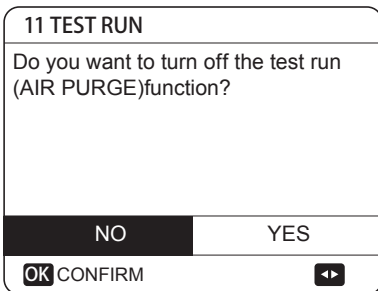 11 TEST RUN
Do you want to turn off the test run
(AIR PURGE)function?
NO YES
OK CONFIRM